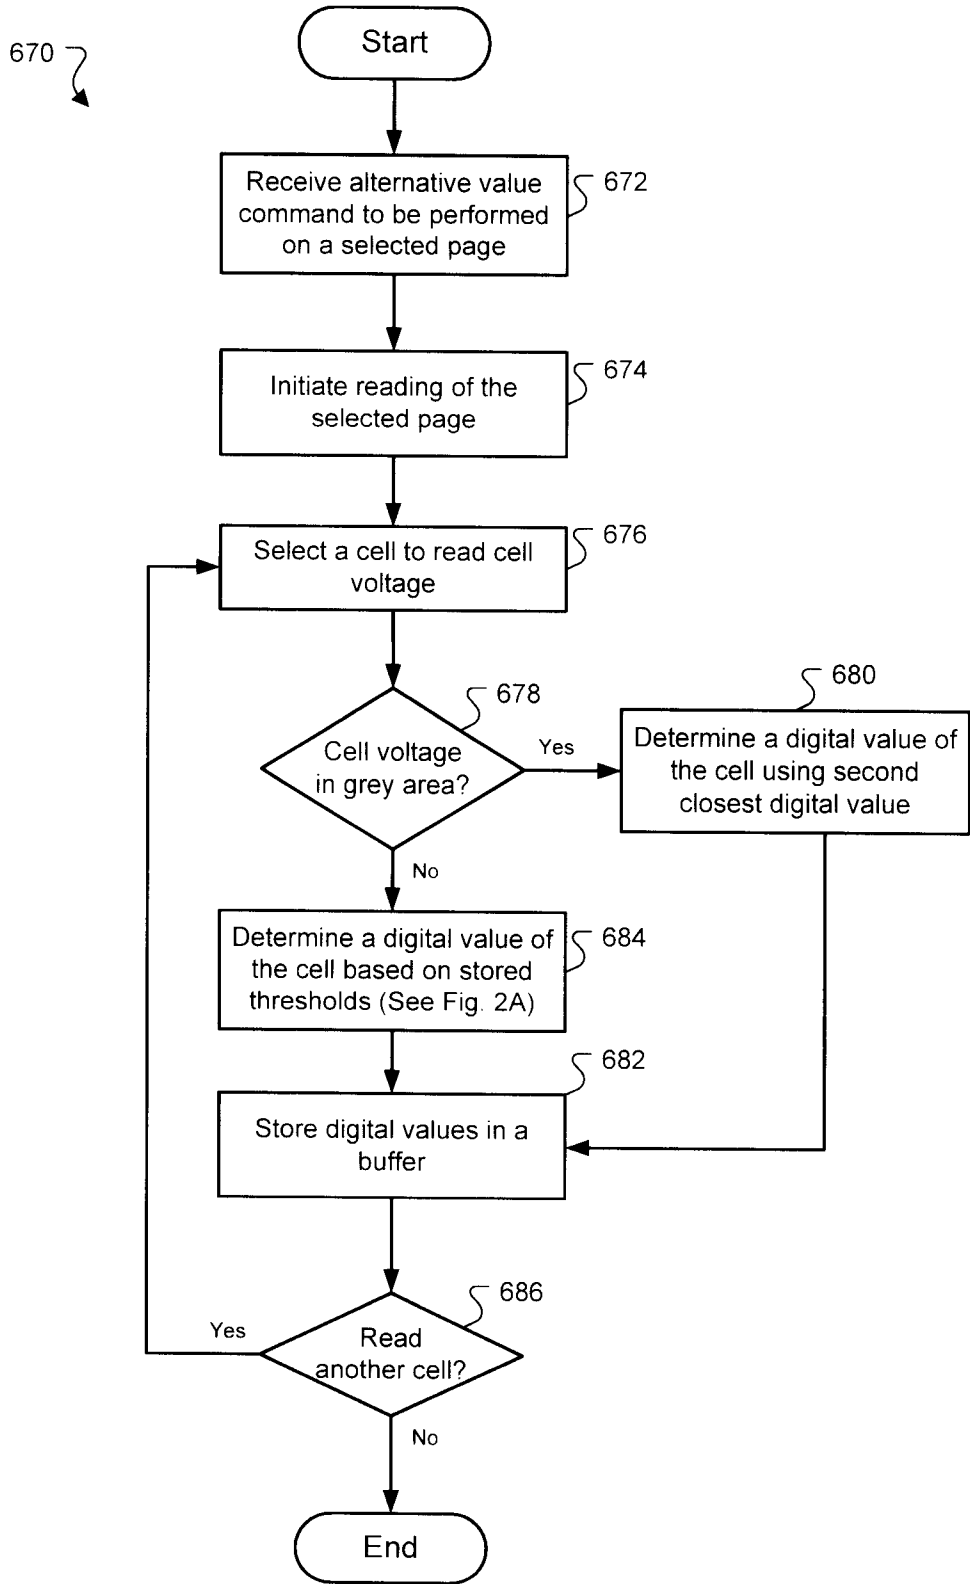 670
Start
Receive alternative value
command to be performed
on a selected page
672
Initiate reading of the
selected page
674
Select a cell to read cell
voltage
676
Cell voltage
in grey area?
678
Yes
Determine a digital value of
the cell using second
closest digital value
680
No
Determine a digital value of
the cell based on stored
thresholds (See Fig. 2A)
684
Store digital values in a
buffer
682
Read
another cell?
686
Yes
No
End